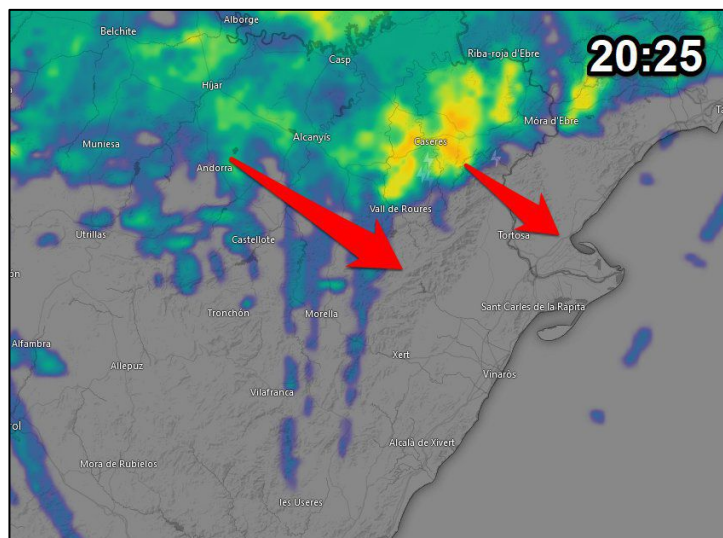 Alborge
Belchite
Riba-roja d'Ebre
20:25
Casp
Híjar
Móra d'Ebre
Alcanyís
Caseres
Muniesa
Andorra
Vall de Roures
Utrillas
Castellote
Tortosa
Tronchón
Morella
Sant Carles de la Ràpita
Alfambra
Xert
Allepuz
Vinaròs
Vilafranca
Alcalà de Xivert
Mora de Rubielos
les Useres